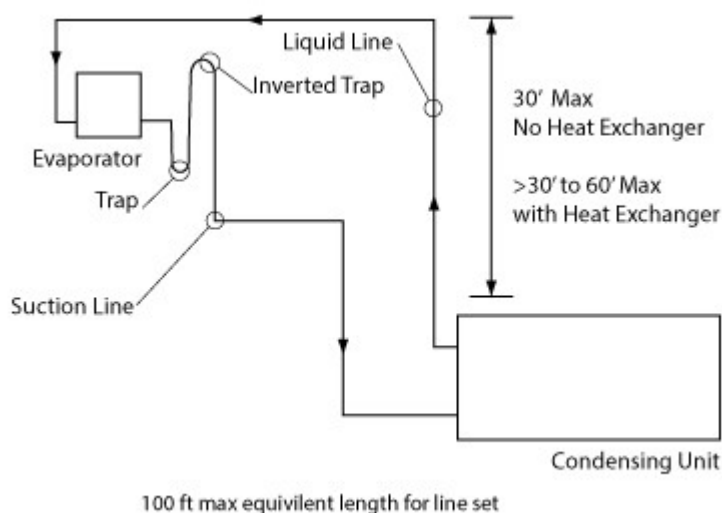 Liquid Line
Inverted Trap
30' Max
No Heat Exchanger
Evaporator
Trap
>30' to 60' Max
with Heat Exchanger
Suction Line
Condensing Unit
100 ft max equivilent length for line set